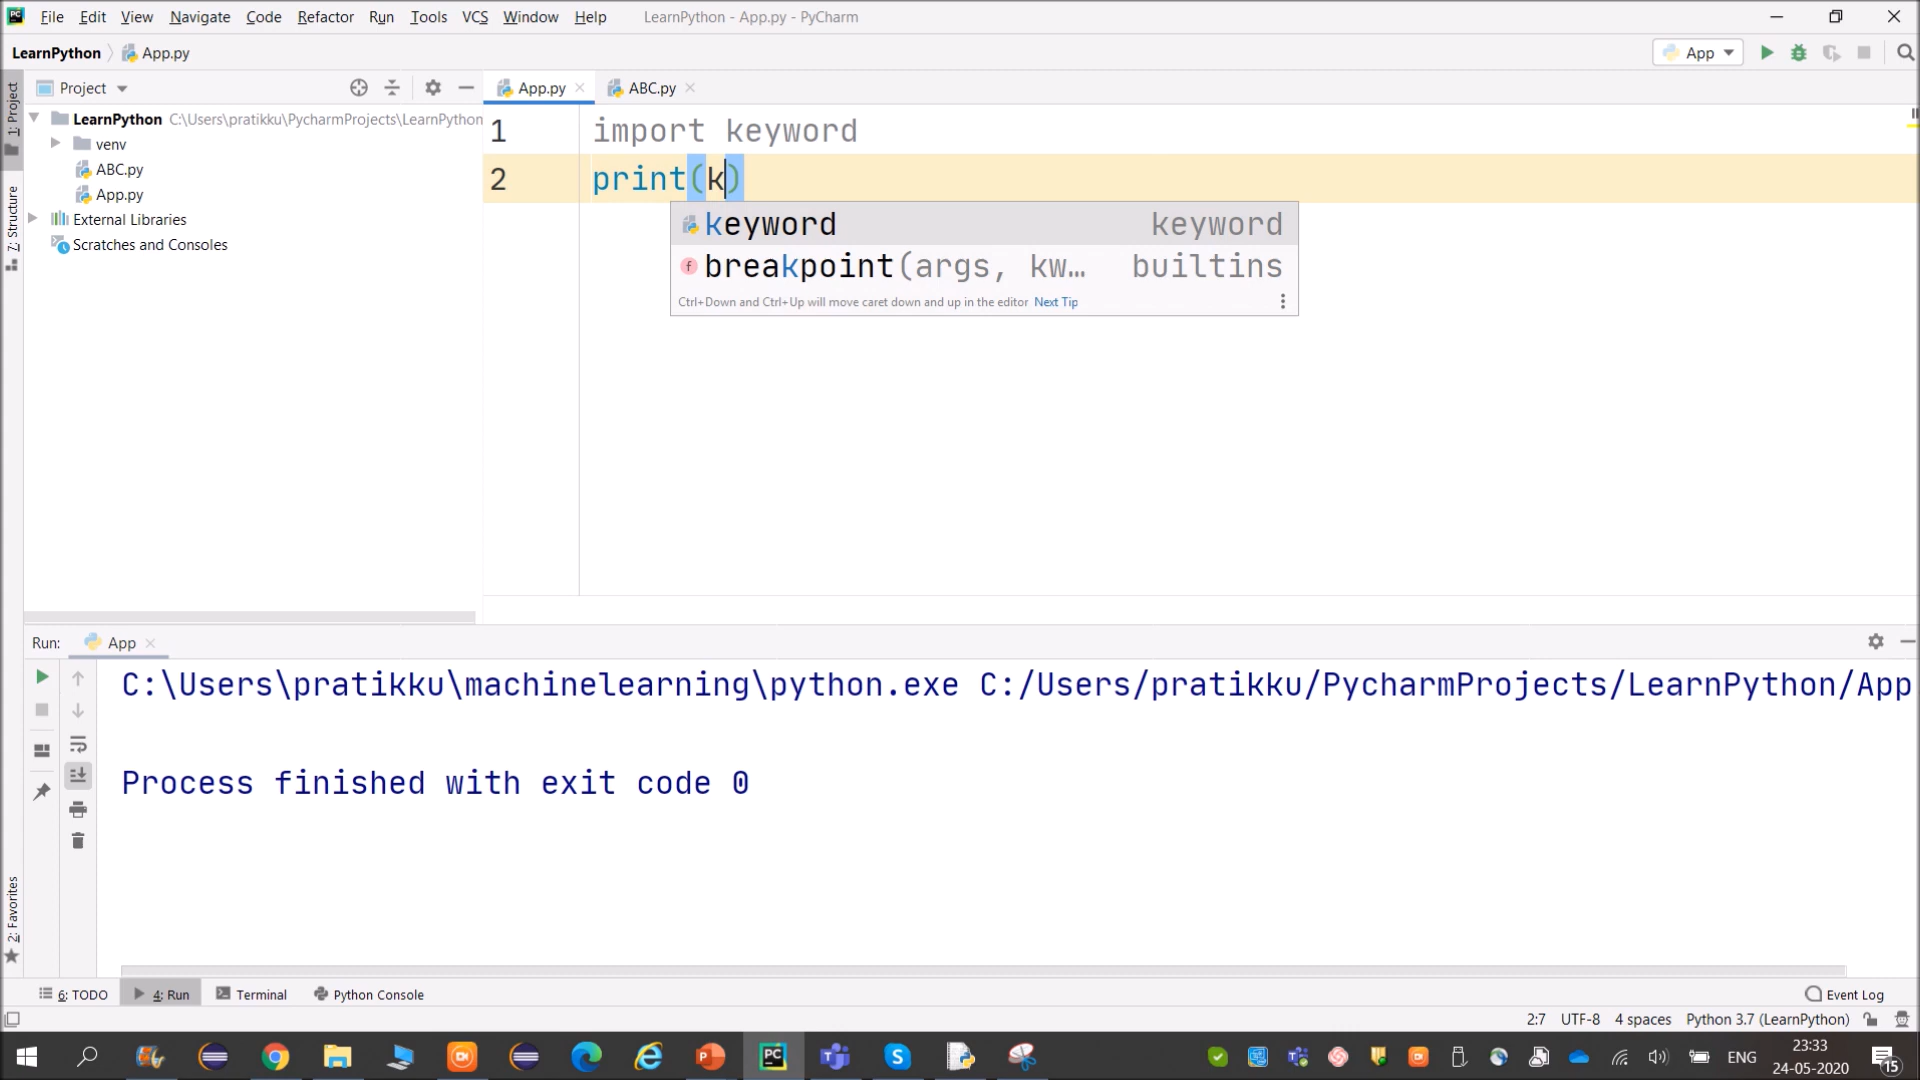 File Edit View Navigate Code Refactor Run Tools VCS Window Help LearnPython - App.py - PyCharm
LearnPython App.py App
1: Project
Project
App.py ABC.py
LearnPython C:\Users\pratikku\PycharmProjects\LearnPython
venv
ABC.py
App.py
External Libraries
Scratches and Consoles
7: Structure
1 import keyword
2 print(k)
keyword keyword
breakpoint(args, kw… builtins
Ctrl+Down and Ctrl+Up will move caret down and up in the editor Next Tip
Run: App
C:\Users\pratikku\machinelearning\python.exe C:/Users/pratikku/PycharmProjects/LearnPython/App
Process finished with exit code 0
2: Favorites
6: TODO 4: Run Terminal Python Console Event Log
2:7 UTF-8 4 spaces Python 3.7 (LearnPython)
ENG 23:33
24-05-2020
15